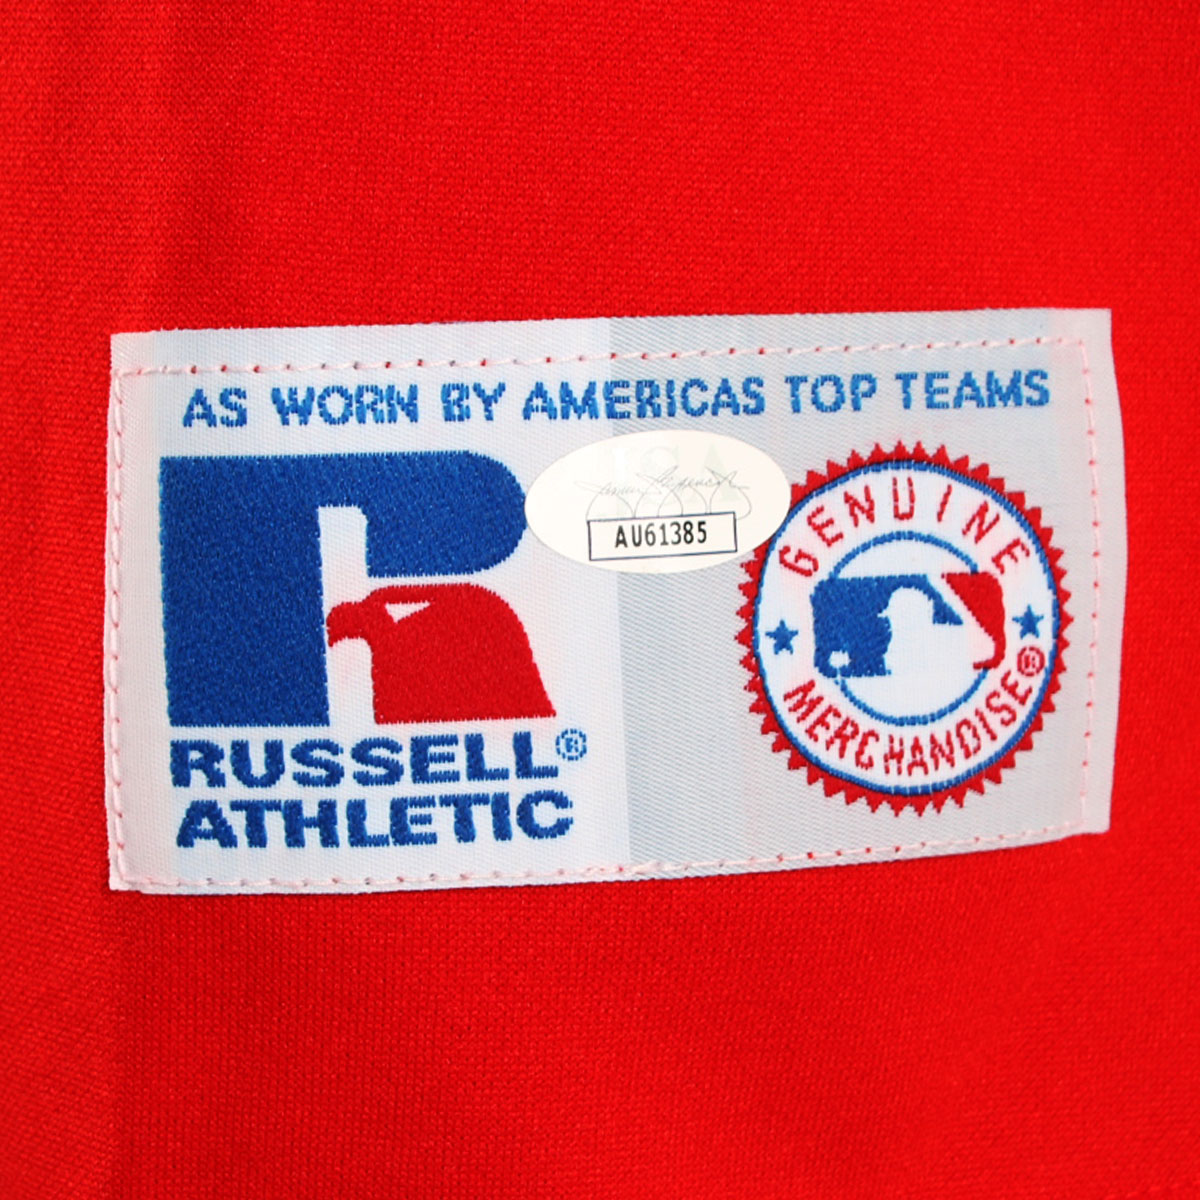 AS WORN BY AMERICAS TOP TEAMS
AU61385
GENUINE
MERCHANDISE®
RUSSELL®
ATHLETIC